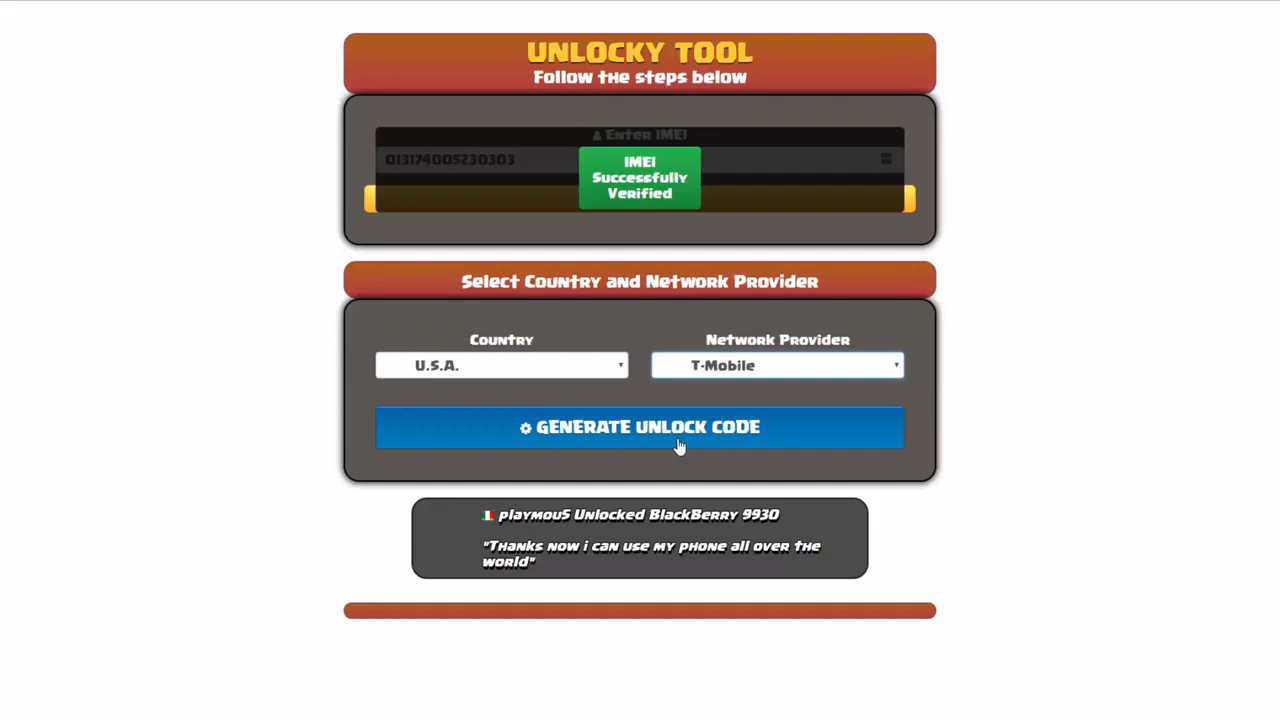 UNLOCKY TOOL
Follow the steps below
Enter IMEI
013174005230303
IMEI
Successfully
Verified
Select Country and Network Provider
Country
Network Provider
U.S.A.
T-Mobile
GENERATE UNLOCK CODE
playmou5 Unlocked BlackBerry 9930
"Thanks now i can use my phone all over the
world"